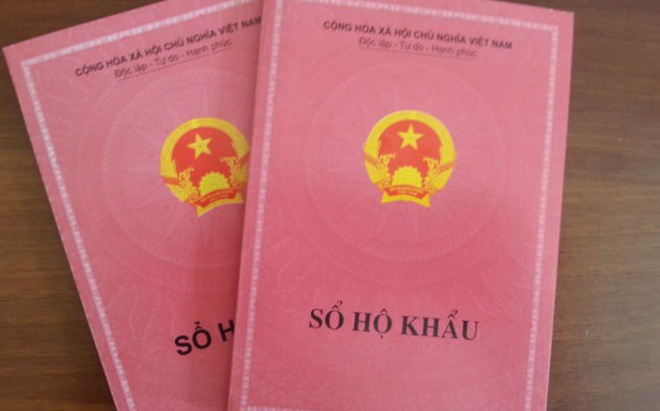 CỘNG HÒA XÃ HỘI CHỦ NGHĨA VIỆT NAM
Độc lập - Tự do - Hạnh phúc
SỔ H
CỘNG HÒA XÃ HỘI CHỦ NGHĨA VIỆT NAM
Độc lập - Tự do - Hạnh phúc
SỔ HỘ KHẨU